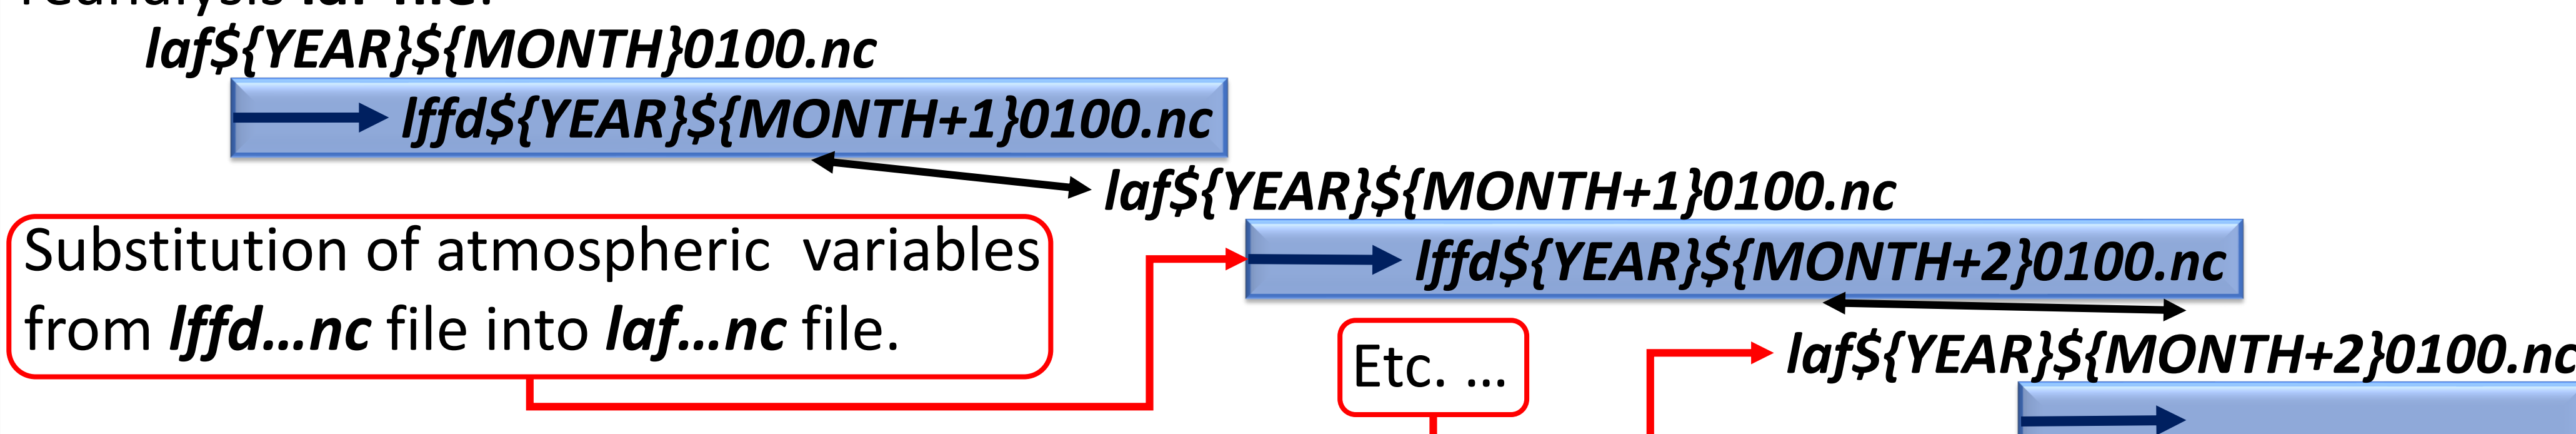 laf${YEAR}${MONTH}0100.nc
lffd${YEAR}${MONTH+1}0100.nc
laf${YEAR}${MONTH+1}0100.nc
Substitution of atmospheric variables
from lffd...nc file into laf...nc file.
lffd${YEAR}${MONTH+2}0100.nc
Etc. ...
laf${YEAR}${MONTH+2}0100.nc